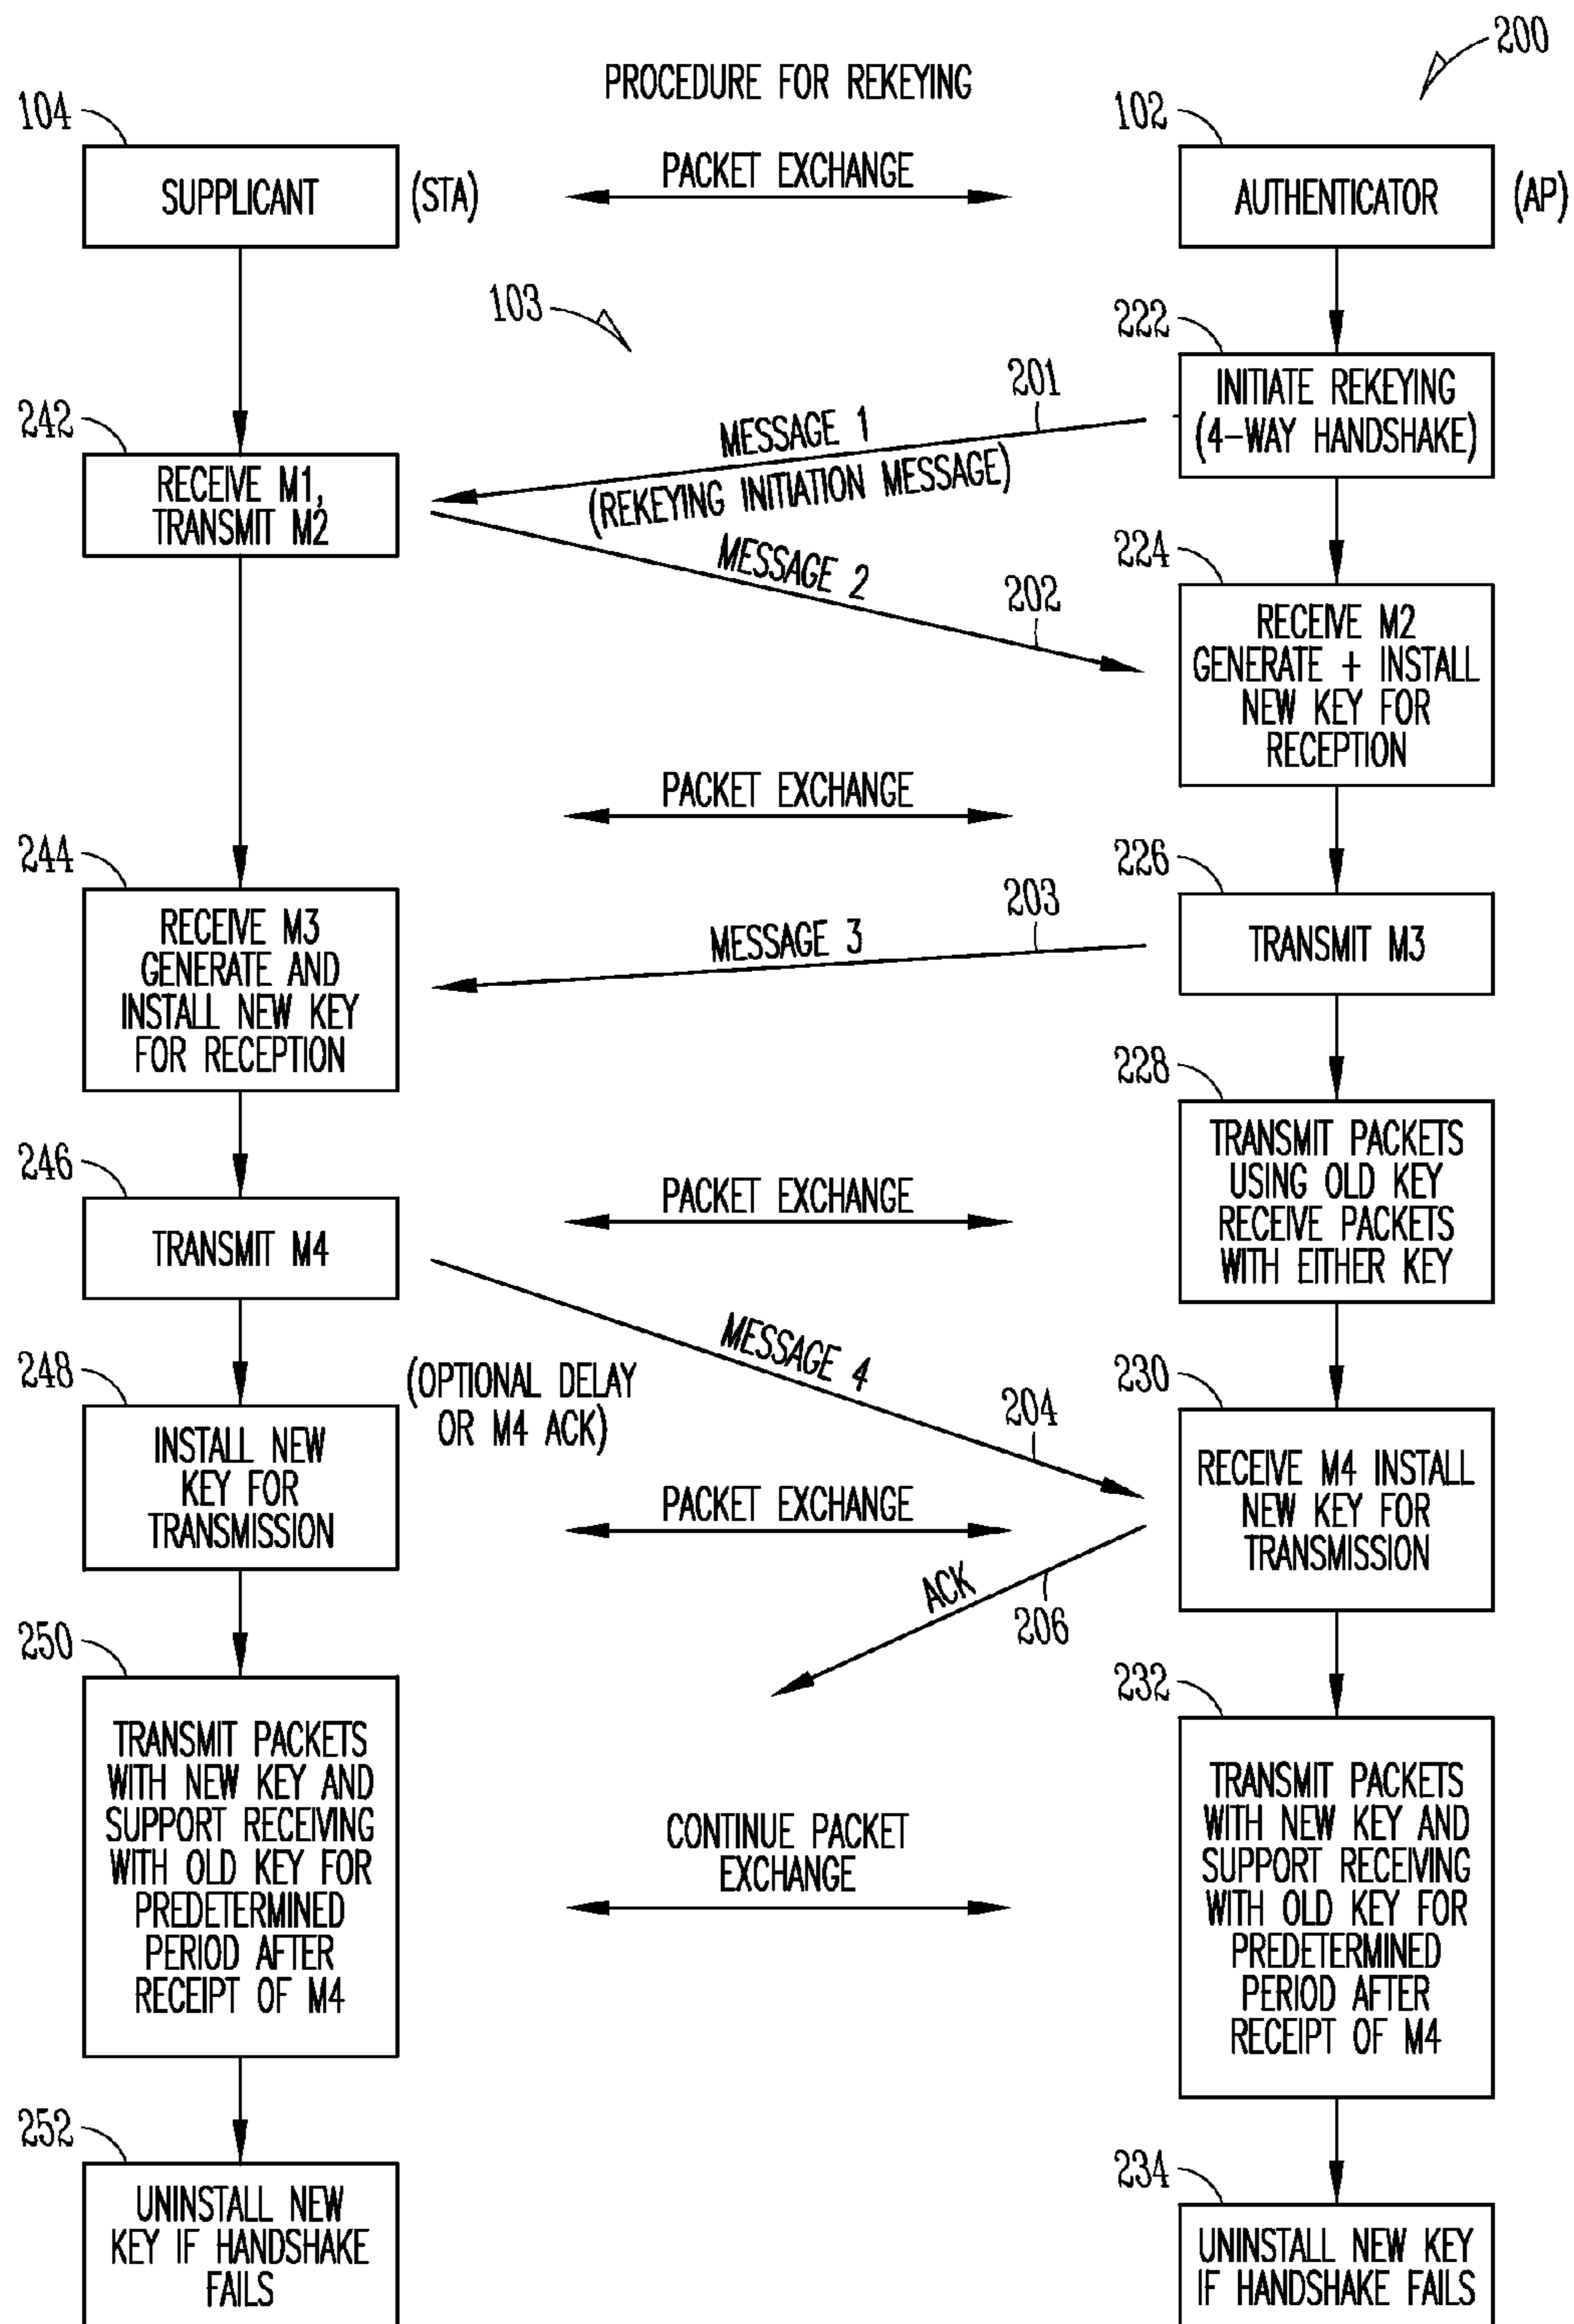 200
PROCEDURE FOR REKEYING
104
102
SUPPLICANT
(STA)
PACKET EXCHANGE
AUTHENTICATOR
(AP)
103
222
INITIATE REKEYING
(4-WAY HANDSHAKE)
201
MESSAGE 1
(REKEYING INITIATION MESSAGE)
242
RECEIVE M1,
TRANSMIT M2
MESSAGE 2
202
224
RECEIVE M2
GENERATE + INSTALL
NEW KEY FOR
RECEPTION
PACKET EXCHANGE
244
RECEIVE M3
GENERATE AND
INSTALL NEW KEY
FOR RECEPTION
MESSAGE 3
203
226
TRANSMIT M3
228
TRANSMIT PACKETS
USING OLD KEY
RECEIVE PACKETS
WITH EITHER KEY
246
TRANSMIT M4
PACKET EXCHANGE
MESSAGE 4
204
248
INSTALL NEW
KEY FOR
TRANSMISSION
(OPTIONAL DELAY
OR M4 ACK)
PACKET EXCHANGE
230
RECEIVE M4 INSTALL
NEW KEY FOR
TRANSMISSION
ACK
206
250
TRANSMIT PACKETS
WITH NEW KEY AND
SUPPORT RECEIVING
WITH OLD KEY FOR
PREDETERMINED
PERIOD AFTER
RECEIPT OF M4
CONTINUE PACKET
EXCHANGE
232
TRANSMIT PACKETS
WITH NEW KEY AND
SUPPORT RECEIVING
WITH OLD KEY FOR
PREDETERMINED
PERIOD AFTER
RECEIPT OF M4
252
UNINSTALL NEW
KEY IF HANDSHAKE
FAILS
234
UNINSTALL NEW KEY
IF HANDSHAKE FAILS